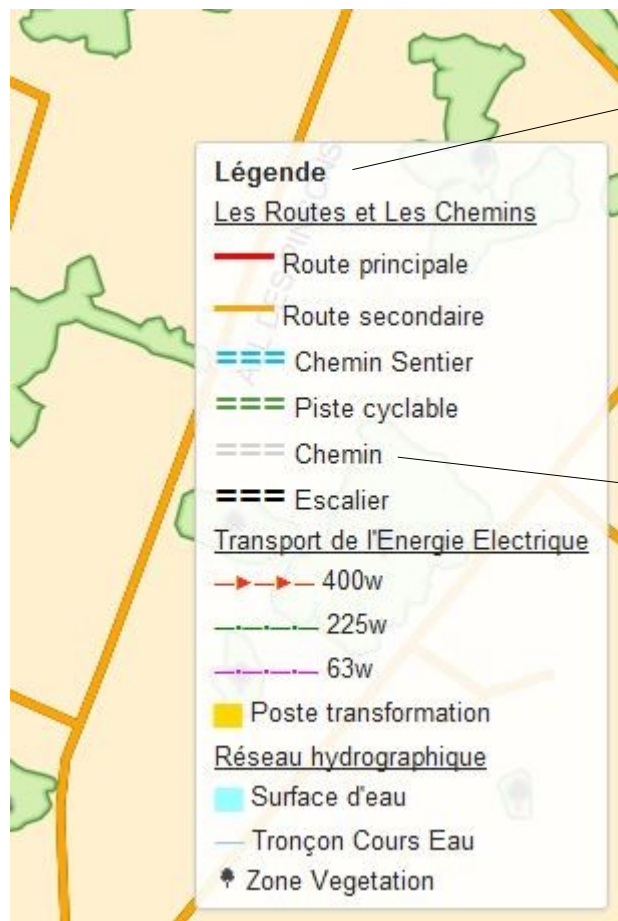 Légende
Les Routes et Les Chemins
Route principale
Route secondaire
Chemin Sentier
Piste cyclable
Chemin
Escalier
Transport de l'Energie Electrique
400w
225w
63w
Poste transformation
Réseau hydrographique
Surface d'eau
Tronçon Cours Eau
Zone Vegetation